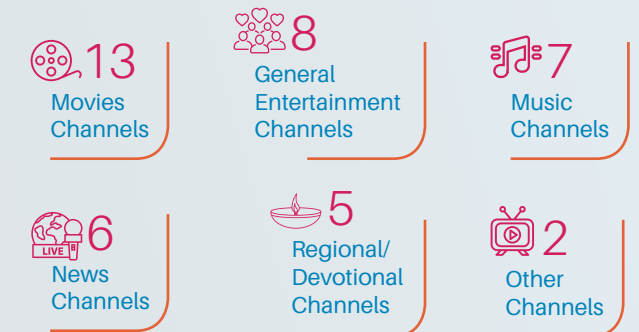 13
Movies
Channels
8
General
Entertainment
Channels
7
Music
Channels
LIVE
6
News
Channels
5
Regional/
Devotional
Channels
2
Other
Channels